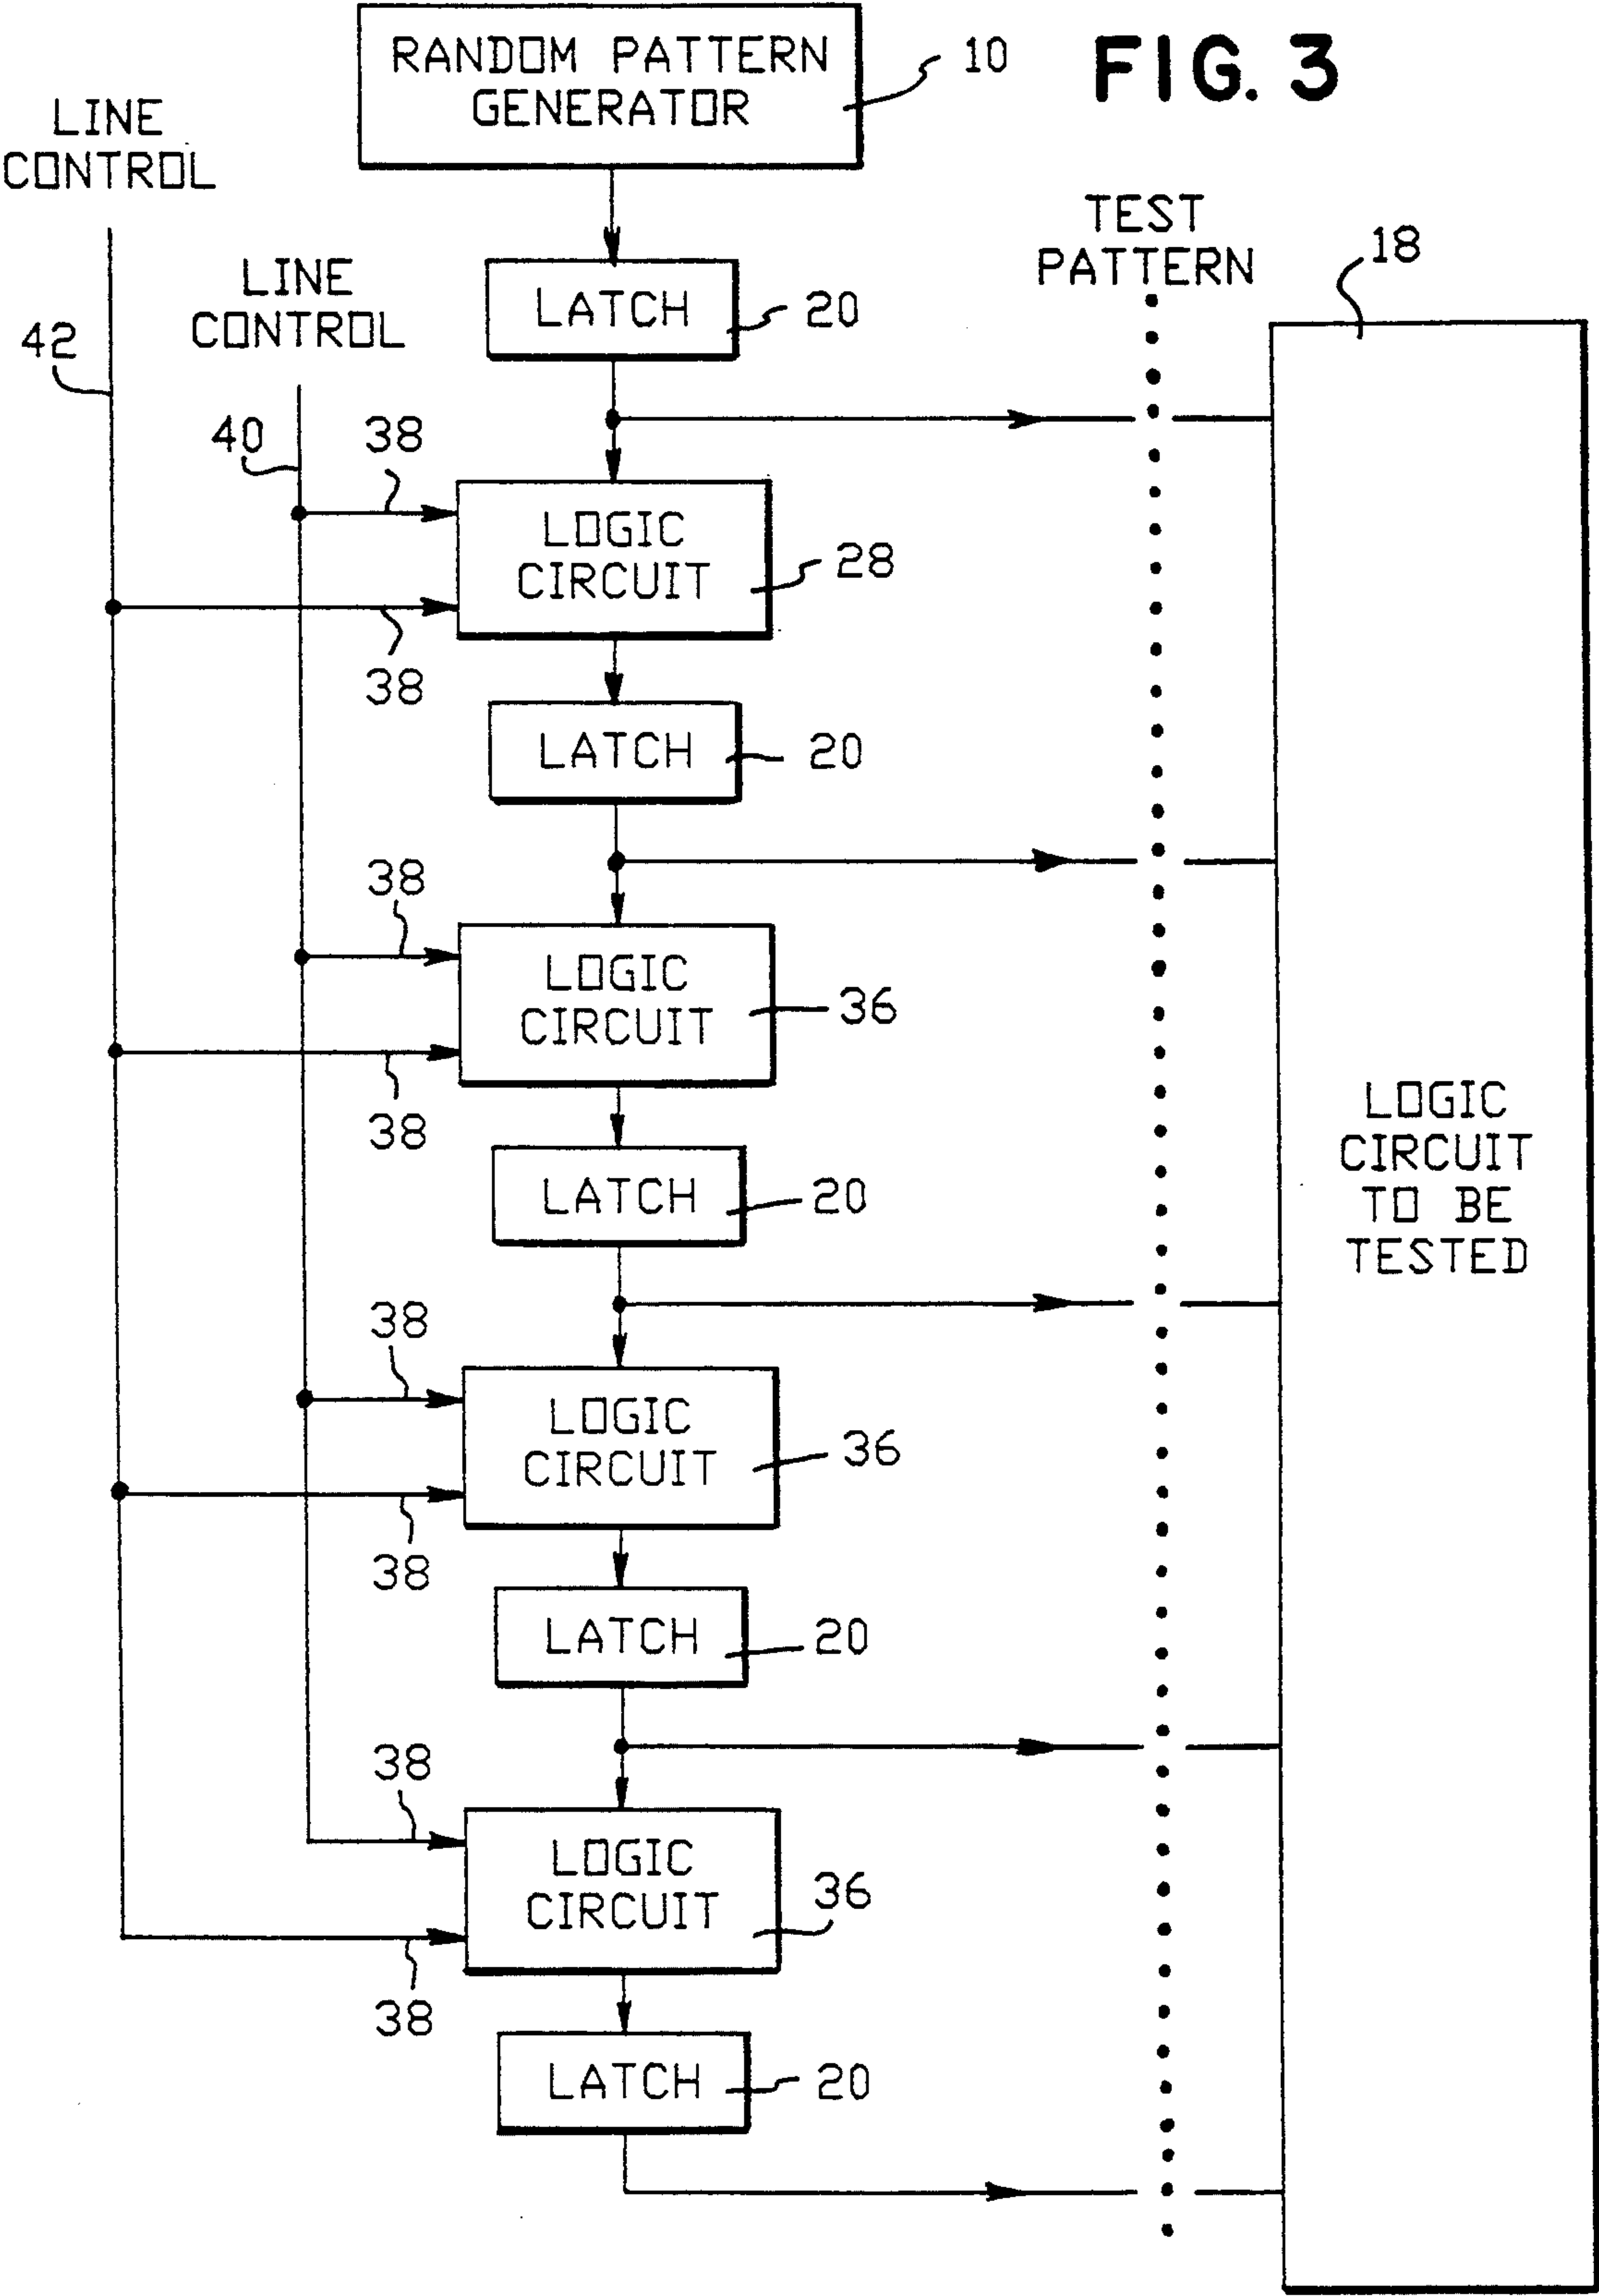 RANDOM PATTERN
GENERATOR
10
FIG. 3
LINE
CONTROL
TEST
PATTERN
18
LINE
CONTROL
LATCH
20
42
40
38
LOGIC
CIRCUIT
28
38
LATCH
20
38
LOGIC
CIRCUIT
36
38
LOGIC
CIRCUIT
TO BE
TESTED
LATCH
20
38
LOGIC
CIRCUIT
36
38
LATCH
20
38
LOGIC
CIRCUIT
36
38
LATCH
20